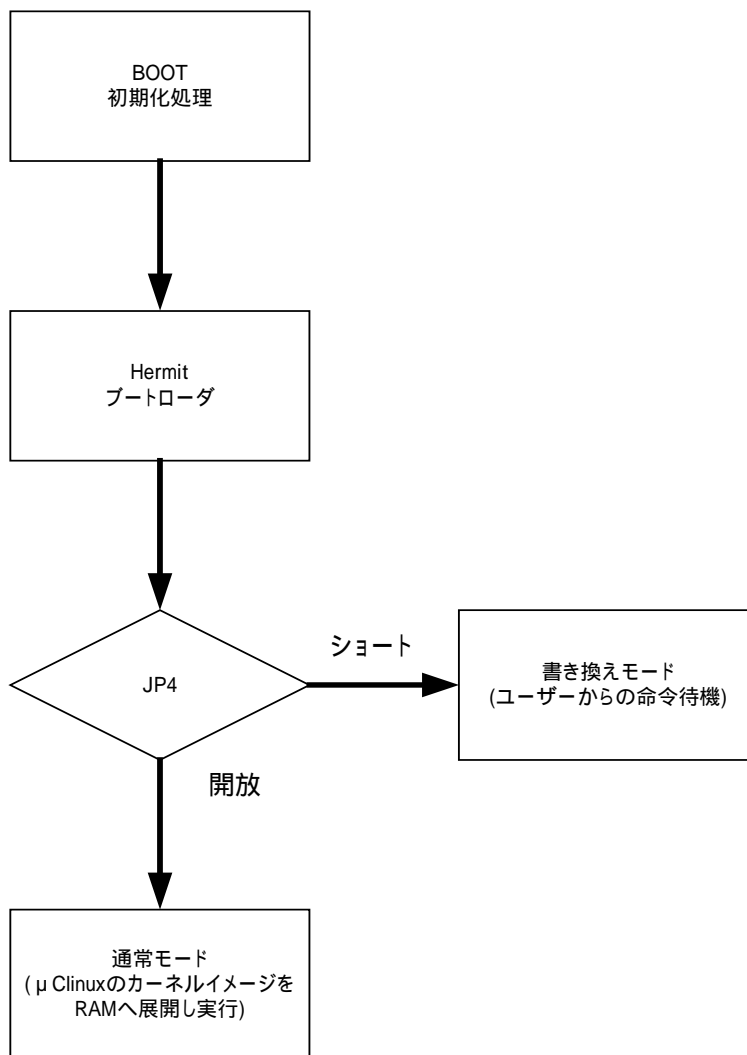 BOOT
初期化処理
Hermit
ブートローダ
JP4
ショート
書き換えモード
(ユーザーからの命令待機)
開放
通常モード
( μ Clinuxのカーネルイメージを
RAMへ展開し実行)